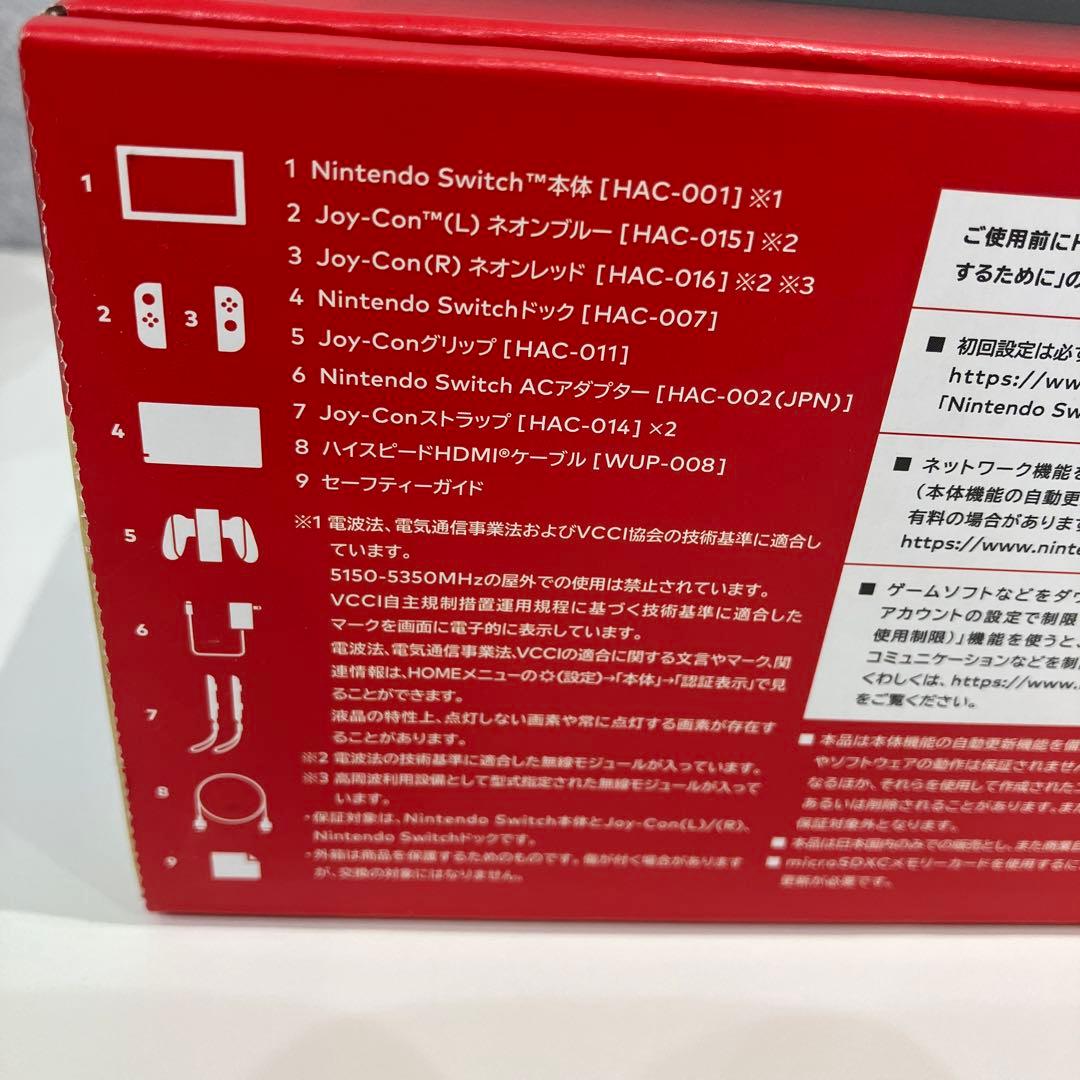 1
2
3
4
5
6
7
8
9
1 Nintendo Switch™本体 [HAC-001] ※1
2 Joy-Con™(L) ネオンブルー [HAC-015] ※2
3 Joy-Con(R) ネオンレッド [HAC-016] ※2 ※3
4 Nintendo Switchドック [HAC-007]
5 Joy-Conグリップ [HAC-011]
6 Nintendo Switch ACアダプター [HAC-002(JPN)]
7 Joy-Conストラップ [HAC-014] ×2
8 ハイスピードHDMI®ケーブル [WUP-008]
9 セーフティーガイド
※1 電波法、電気通信事業法およびVCCI協会の技術基準に適合し
ています。
5150-5350MHzの屋外での使用は禁止されています。
VCCI自主規制措置運用規程に基づく技術基準に適合した
マークを画面に電子的に表示しています。
電波法、電気通信事業法、VCCIの適合に関する文言やマーク、関
連情報は、HOMEメニューの(設定)→「本体」→「認証表示」で見
ることができます。
液晶の特性上、点灯しない画素や常に点灯する画素が存在す
ることがあります。
※2 電波法の技術基準に適合した無線モジュールが入っています。
※3 高周波利用設備として型式指定された無線モジュールが入って
います。
・保証対象は、Nintendo Switch本体とJoy-Con(L)/(R)、
Nintendo Switchドックです。
・外箱は商品を保護するためのものです。傷が付く場合があります
が、交換の対象にはなりません。
ご使用前に
するために」の
■ 初回設定は必
https://ww
「Nintendo Sw
■ ネットワーク機能
(本体機能の自動更
有料の場合があります
https://www.ninte
■ ゲームソフトなどをダウ
アカウントの設定で制限
使用制限)」機能を使うと、
コミュニケーションなどを制
くわしくは、https://www.
をご覧ください。
■ 本品は本体機能の自動更新機能を備
やソフトウェアの動作は保証されませ
なるほか、それらを使用して作成された
あるいは削除されることがあります。また
保証対象外となります。
■ 本品は日本国内のみでの販売とし、また商業目
■ microSDXCメモリーカードを使用するに
更新が必要です。